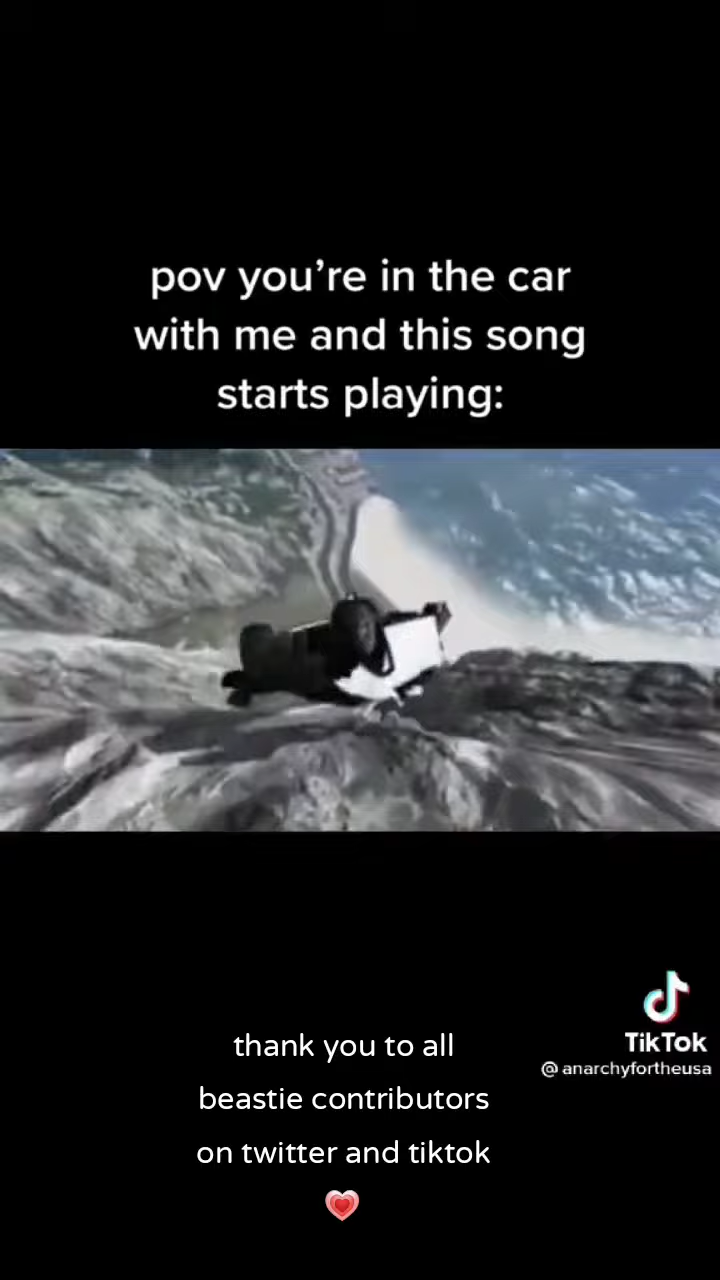 pov you’re in the car
with me and this song
starts playing:
TikTok
@anarchyfortheusa
thank you to all
beastie contributors
on twitter and tiktok
💗